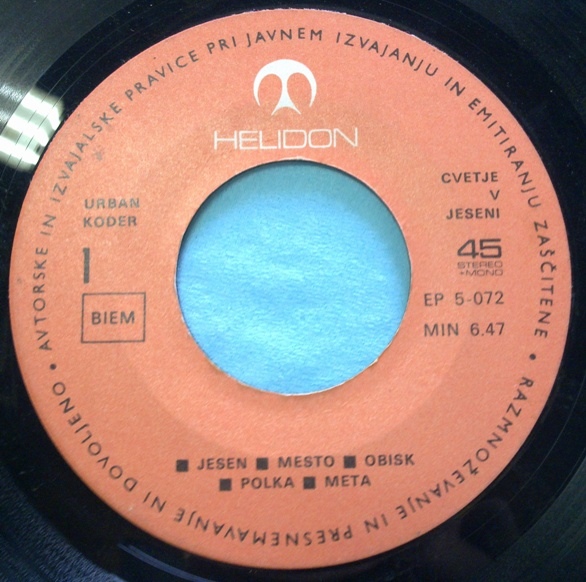 AVTORSKE IN IZVAJALSKE PRAVICE PRI JAVNEM IZVAJANJU IN EMITIRANJU ZAŠČITENE • RAZMNOŽEVANJE IN PRESNEMAVANJE NI DOVOLJENO •
HELIDON
URBAN
KODER
1
BIEM
CVETJE
V
JESENI
45
STEREO
+MONO
EP 5-072
MIN 6.47
■ JESEN ■ MESTO ■ OBISK
■ POLKA ■ META